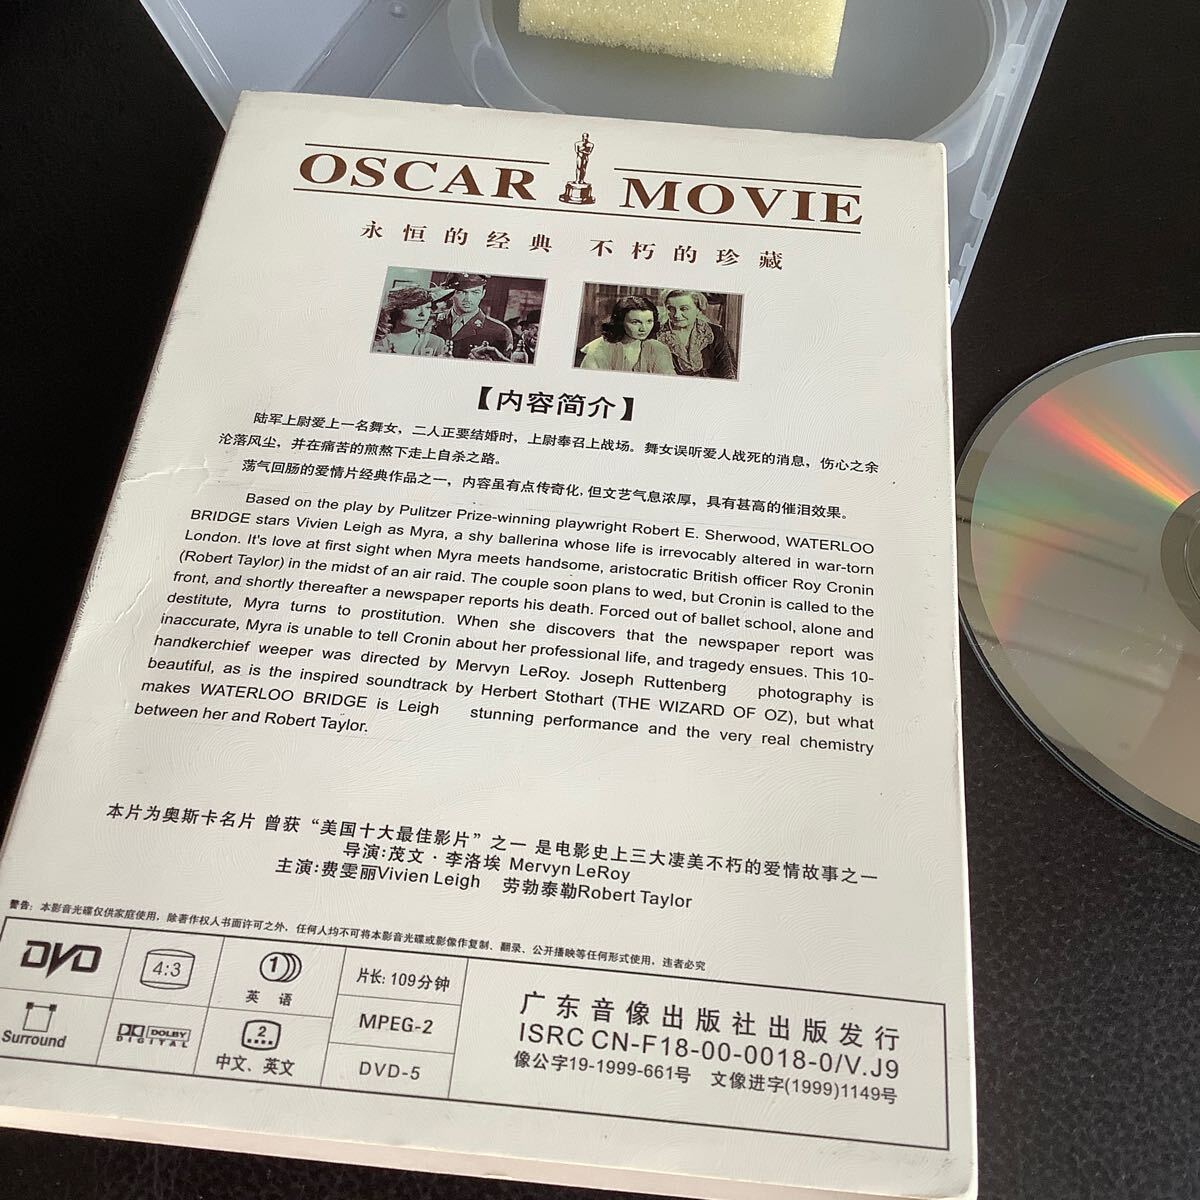 OSCAR MOVIE
永恒的经典 不朽的珍藏
【内容简介】
陆军上尉爱上一名舞女，二人正要结婚时，上尉奉召上战场。舞女误听爱人战死的消息，伤心之余
沦落风尘，并在痛苦的煎熬下走上自杀之路。
荡气回肠的爱情片经典作品之一，内容虽有点传奇化,但文艺气息浓厚，具有甚高的催泪效果。
Based on the play by Pulitzer Prize-winning playwright Robert E. Sherwood, WATERLOO
BRIDGE stars Vivien Leigh as Myra, a shy ballerina whose life is irrevocably altered in war-torn
London. It's love at first sight when Myra meets handsome, aristocratic British officer Roy Cronin
(Robert Taylor) in the midst of an air raid. The couple soon plans to wed, but Cronin is called to the
front, and shortly thereafter a newspaper reports his death. Forced out of ballet school, alone and
destitute, Myra turns to prostitution. When she discovers that the newspaper report was
inaccurate, Myra is unable to tell Cronin about her professional life, and tragedy ensues. This 10-
handkerchief weeper was directed by Mervyn LeRoy. Joseph Ruttenberg photography is
beautiful, as is the inspired soundtrack by Herbert Stothart (THE WIZARD OF OZ), but what
makes WATERLOO BRIDGE is Leigh stunning performance and the very real chemistry
between her and Robert Taylor.
本片为奥斯卡名片 曾获“美国十大最佳影片”之一 是电影史上三大凄美不朽的爱情故事之一
导演:茂文·李洛埃 Mervyn LeRoy
主演:费雯丽Vivien Leigh 劳勃泰勒Robert Taylor
警告：本影音光碟仅供家庭使用，除著作权人书面许可之外，任何人均不可将本影音光碟或影像作复制、翻录、公开播映等任何形式使用，违者必究
DVD
4:3
1
英 语
片长: 109分钟
Surround
DOLBY
DIGITAL
2
中文、英文
MPEG-2
DVD-5
广东音像出版社出版发行
ISRC CN-F18-00-0018-0/V.J9
像公字19-1999-661号 文像进字(1999)1149号